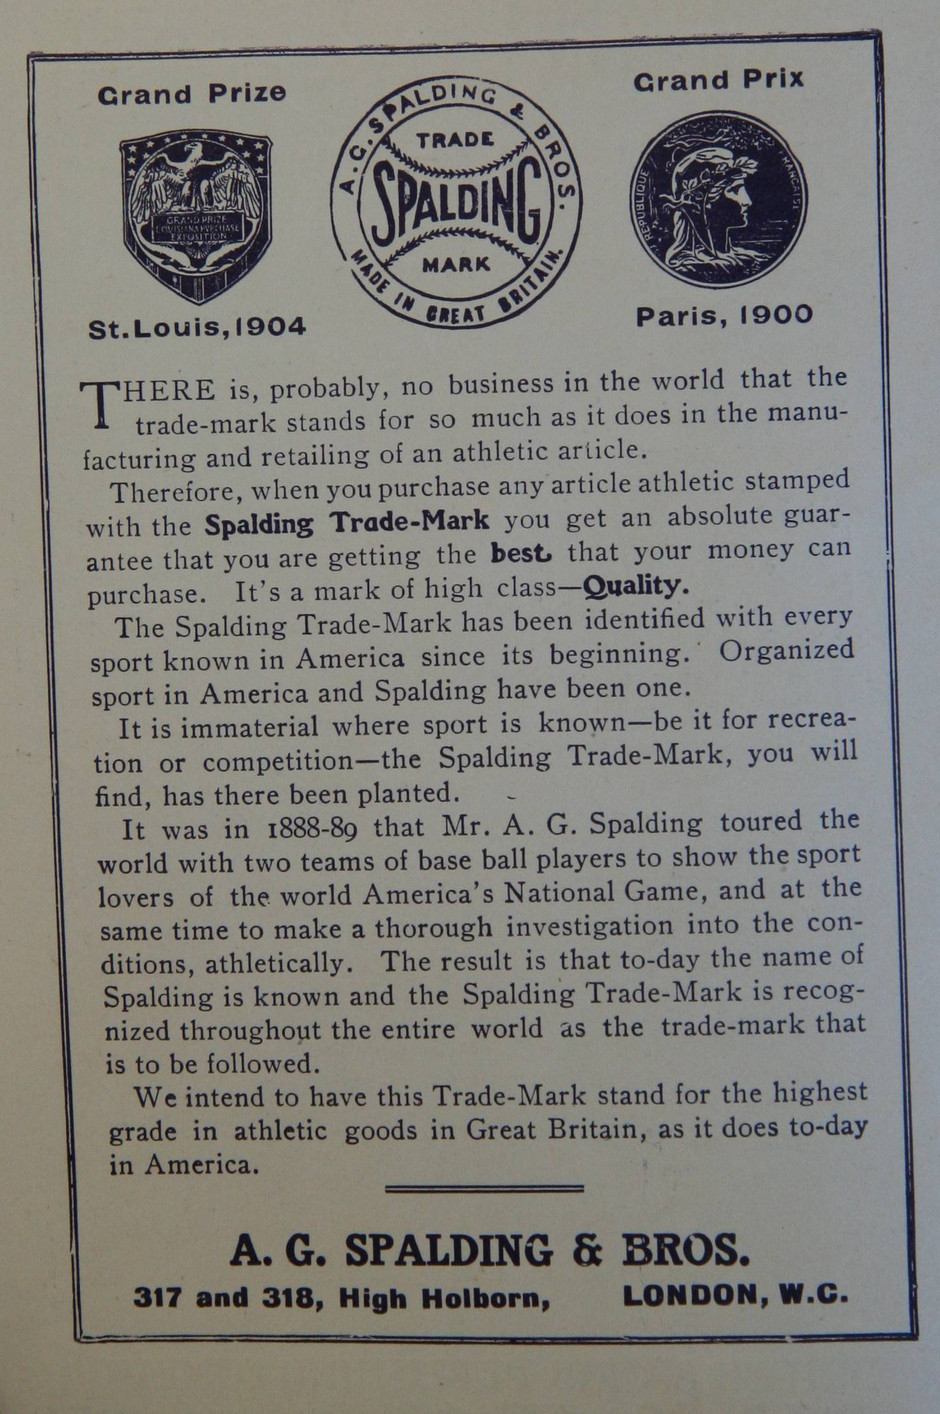 Grand Prize
GRAND PRIZE
LOUISIANA PURCHASE
EXPOSITION
St. Louis, 1904
A. G. SPALDING & BROS.
TRADE
SPALDING
MARK
MADE IN GREAT BRITAIN.
Grand Prix
REPUBLIQUE FRANÇAISE
Paris, 1900
THERE is, probably, no business in the world that the
trade-mark stands for so much as it does in the manu-
facturing and retailing of an athletic article.
Therefore, when you purchase any article athletic stamped
with the Spalding Trade-Mark you get an absolute guar-
antee that you are getting the best that your money can
purchase. It's a mark of high class—Quality.
The Spalding Trade-Mark has been identified with every
sport known in America since its beginning. Organized
sport in America and Spalding have been one.
It is immaterial where sport is known—be it for recrea-
tion or competition—the Spalding Trade-Mark, you will
find, has there been planted.
It was in 1888-89 that Mr. A. G. Spalding toured the
world with two teams of base ball players to show the sport
lovers of the world America's National Game, and at the
same time to make a thorough investigation into the con-
ditions, athletically. The result is that to-day the name of
Spalding is known and the Spalding Trade-Mark is recog-
nized throughout the entire world as the trade-mark that
is to be followed.
We intend to have this Trade-Mark stand for the highest
grade in athletic goods in Great Britain, as it does to-day
in America.
A. G. SPALDING & BROS.
317 and 318, High Holborn, LONDON, W.C.